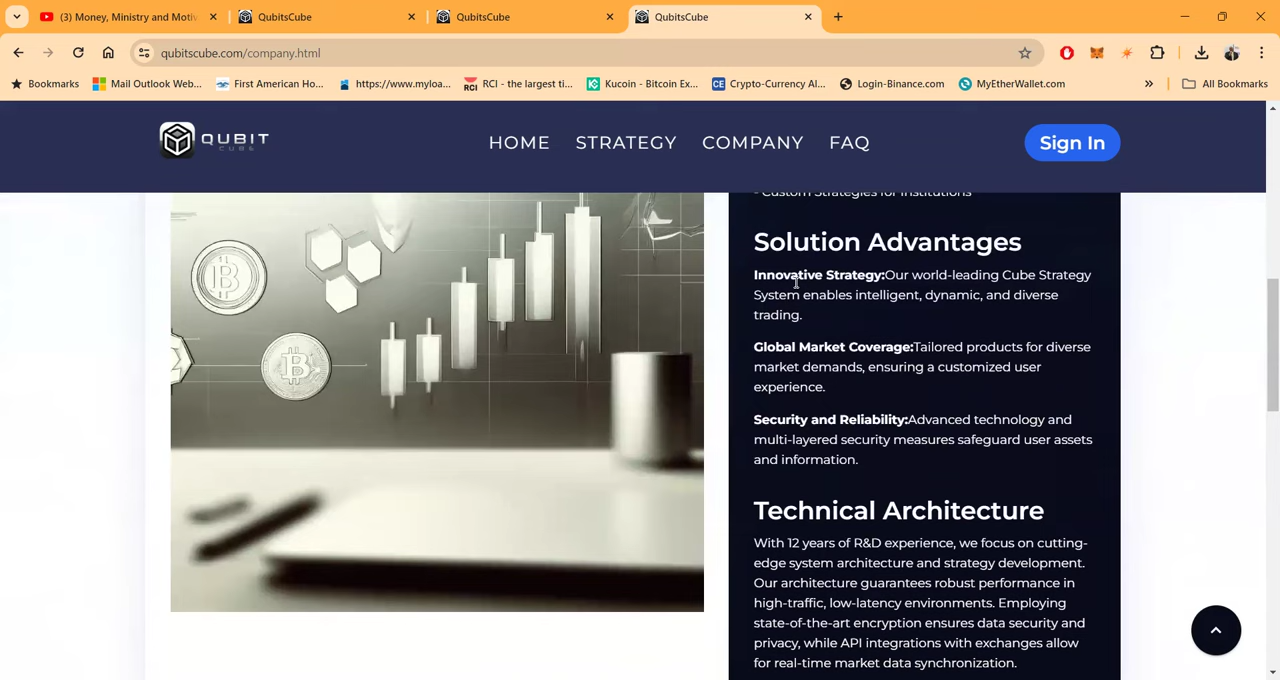 (3) Money, Ministry and Motiv
QubitsCube
QubitsCube
QubitsCube
qubitscube.com/company.html
Bookmarks
Mail Outlook Web...
First American Ho...
https://www.myloa...
RCI - the largest ti...
Kucoin - Bitcoin Ex...
Crypto-Currency Al...
Login-Binance.com
MyEtherWallet.com
All Bookmarks
QUBIT
CUBE
HOME
STRATEGY
COMPANY
FAQ
Sign In
- Custom Strategies for Institutions
Solution Advantages
Innovative Strategy:Our world-leading Cube Strategy
System enables intelligent, dynamic, and diverse
trading.
Global Market Coverage:Tailored products for diverse
market demands, ensuring a customized user
experience.
Security and Reliability:Advanced technology and
multi-layered security measures safeguard user assets
and information.
Technical Architecture
With 12 years of R&D experience, we focus on cutting-
edge system architecture and strategy development.
Our architecture guarantees robust performance in
high-traffic, low-latency environments. Employing
state-of-the-art encryption ensures data security and
privacy, while API integrations with exchanges allow
for real-time market data synchronization.